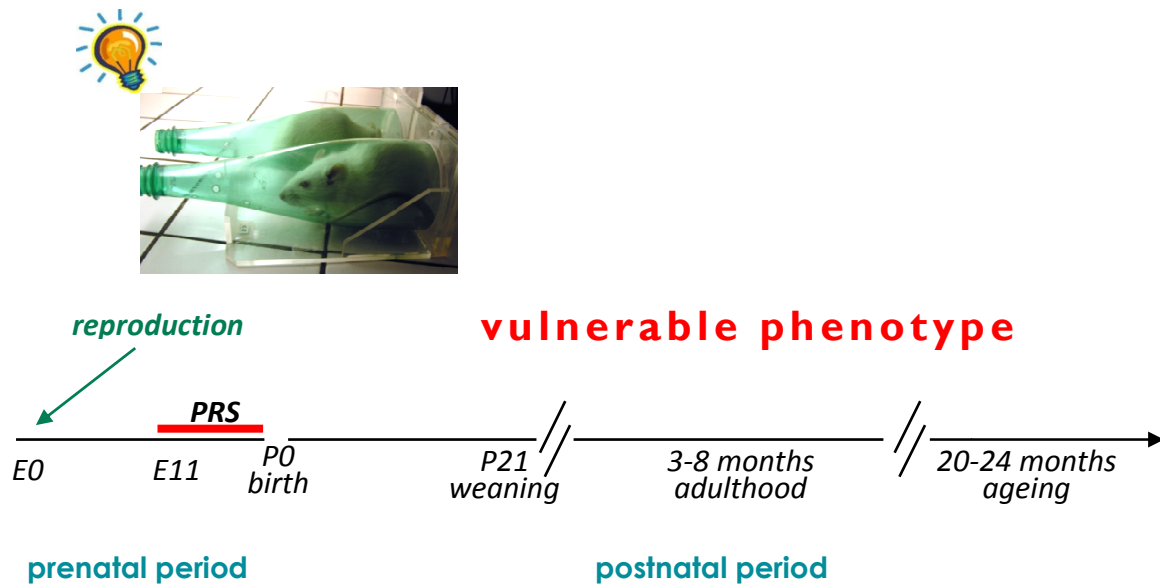 reproduction
vulnerable phenotype
PRS
E0
E11
P0
birth
P21
weaning
3-8 months
adulthood
20-24 months
ageing
prenatal period
postnatal period